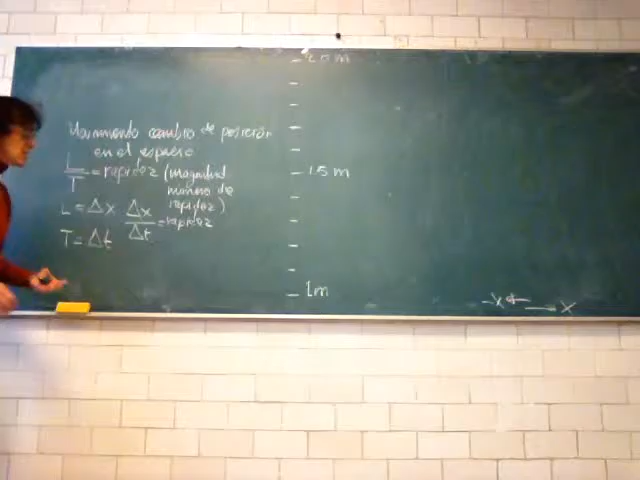 Movimiento cambio de posición
en el espacio
L/T = rapidez (magnitud
número de
rapidez)
L = Δx Δx/Δt = rapidez
T = Δt
1.5 m
1m
-x ← → x